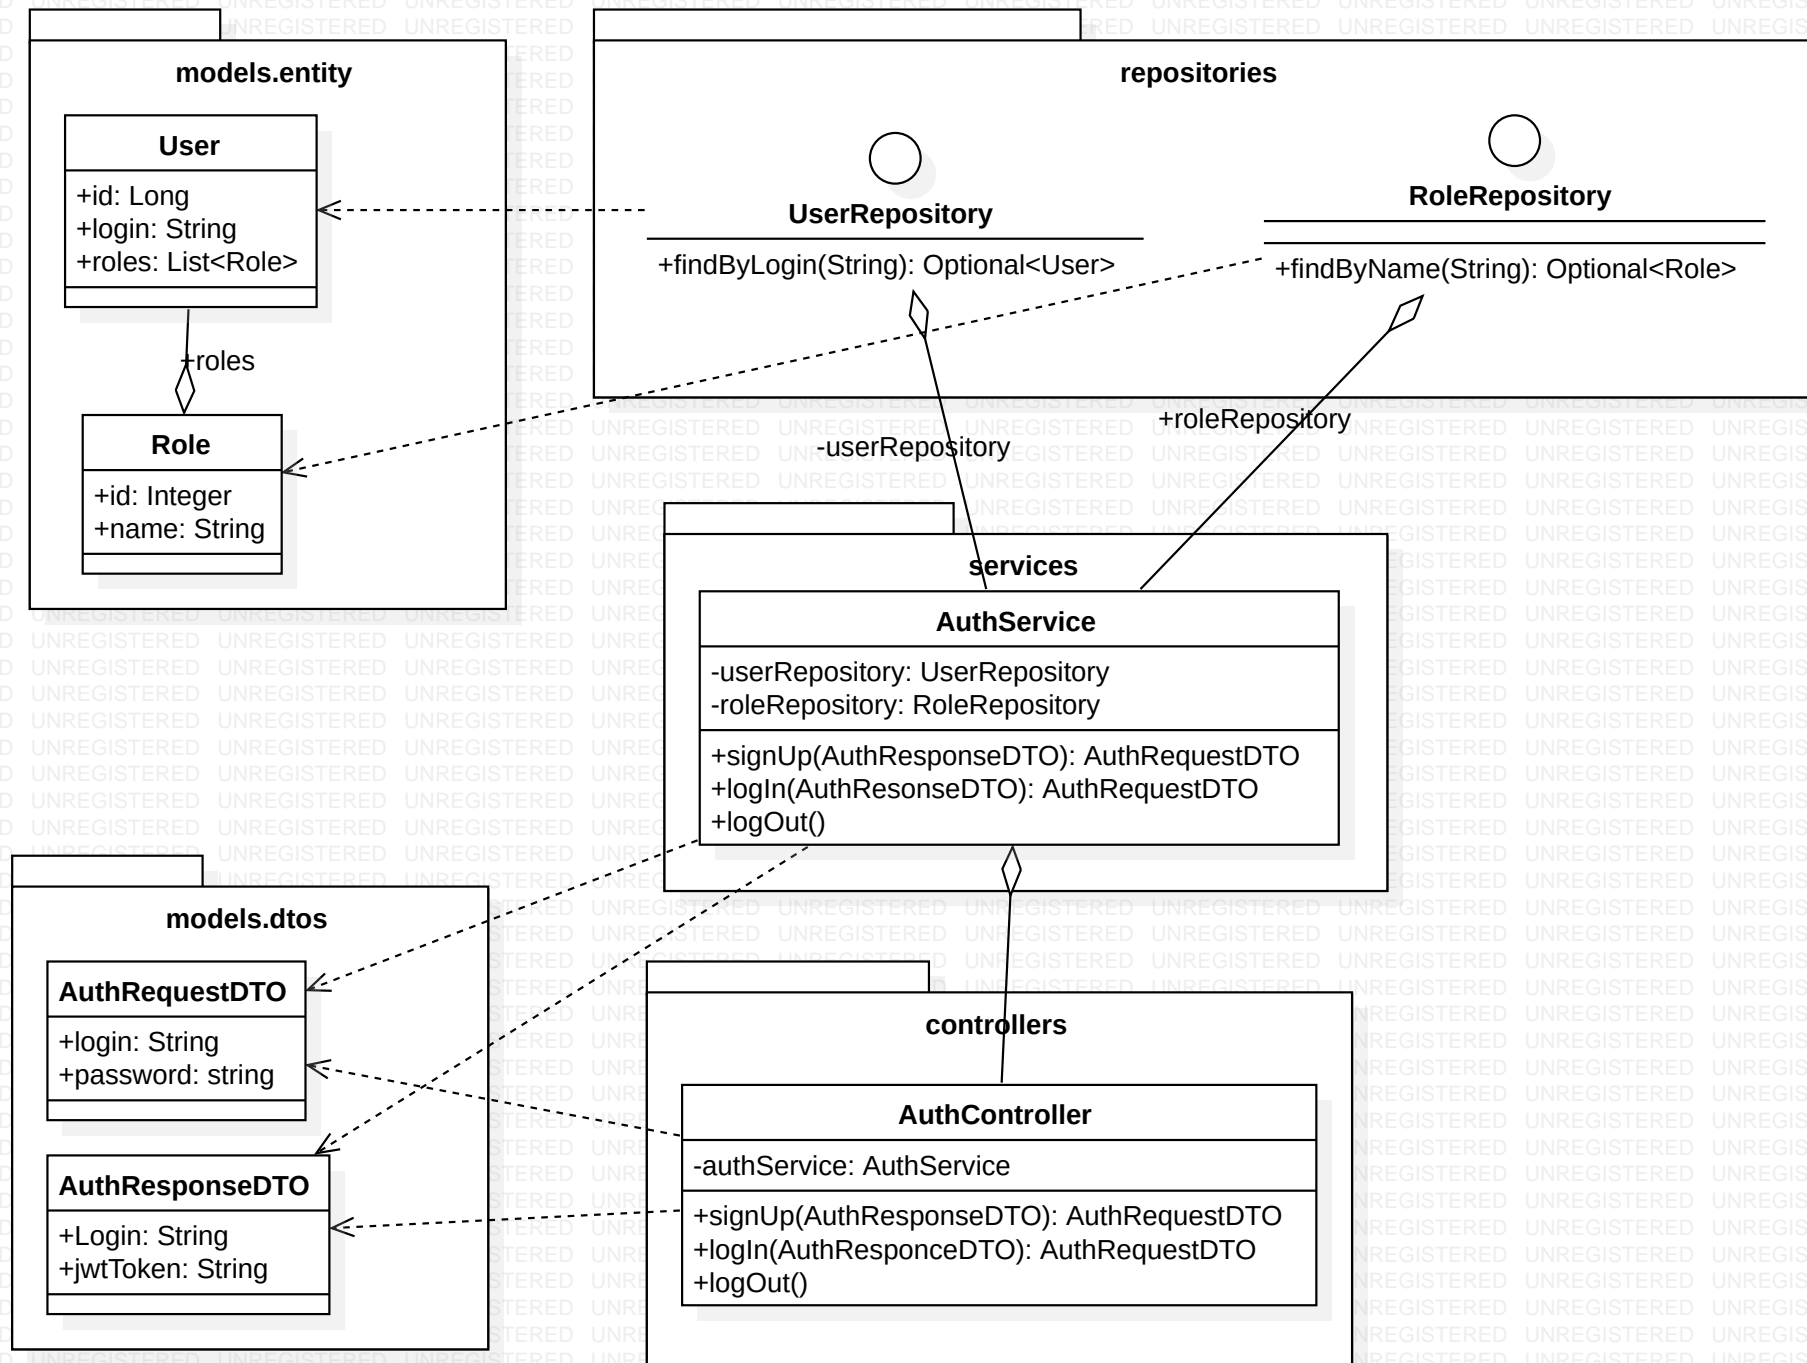 models.entity
User
+id: Long
+login: String
+roles: List<Role>
+roles
Role
+id: Integer
+name: String
repositories
UserRepository
+findByLogin(String): Optional<User>
RoleRepository
+findByName(String): Optional<Role>
-userRepository
+roleRepository
services
AuthService
-userRepository: UserRepository
-roleRepository: RoleRepository
+signUp(AuthResponseDTO): AuthRequestDTO
+logIn(AuthResonseDTO): AuthRequestDTO
+logOut()
models.dtos
AuthRequestDTO
+login: String
+password: string
AuthResponseDTO
+Login: String
+jwtToken: String
controllers
AuthController
-authService: AuthService
+signUp(AuthResponseDTO): AuthRequestDTO
+logIn(AuthResponceDTO): AuthRequestDTO
+logOut()
UNREGISTERED